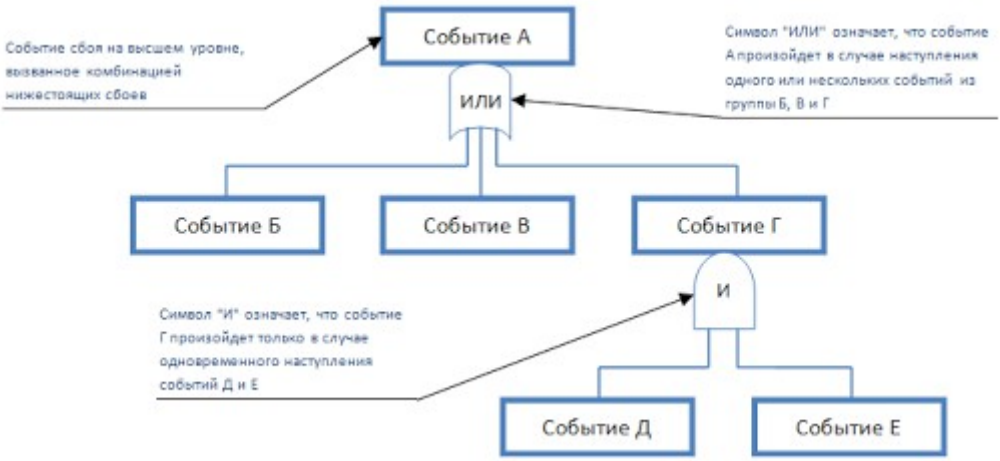 Событие А
Событие сбоя на высшем уровне,
вызванное комбинацией
нижестоящих сбоев
Символ "ИЛИ" означает, что событие
А произойдет в случае наступления
одного или нескольких событий из
группы Б, В и Г
ИЛИ
Событие Б
Событие В
Событие Г
И
Символ "И" означает, что событие
Г произойдет только в случае
одновременного наступления
событий Д и Е
Событие Д
Событие Е